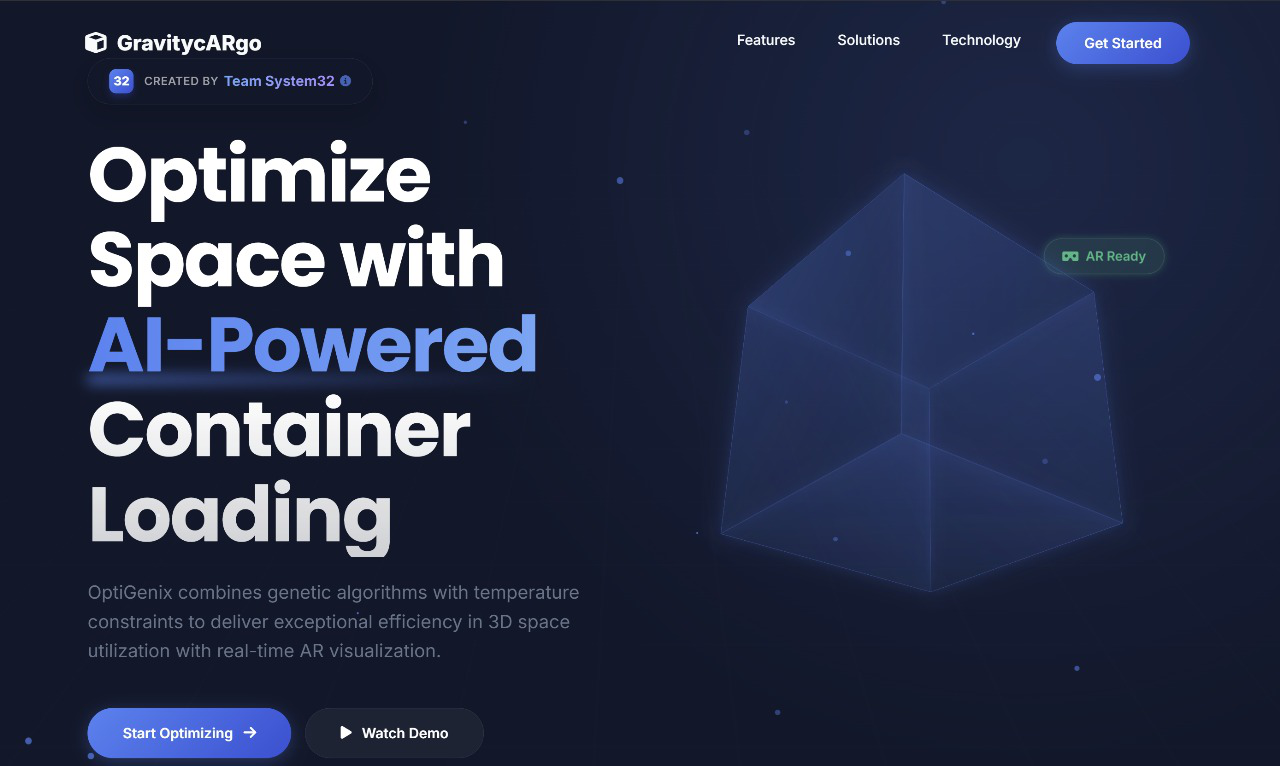 GravitycARgo
Features
Solutions
Technology
Get Started
32 CREATED BY Team System32
Optimize
Space with
AI-Powered
Container
Loading
AR Ready
OptiGenix combines genetic algorithms with temperature
constraints to deliver exceptional efficiency in 3D space
utilization with real-time AR visualization.
Start Optimizing →
Watch Demo